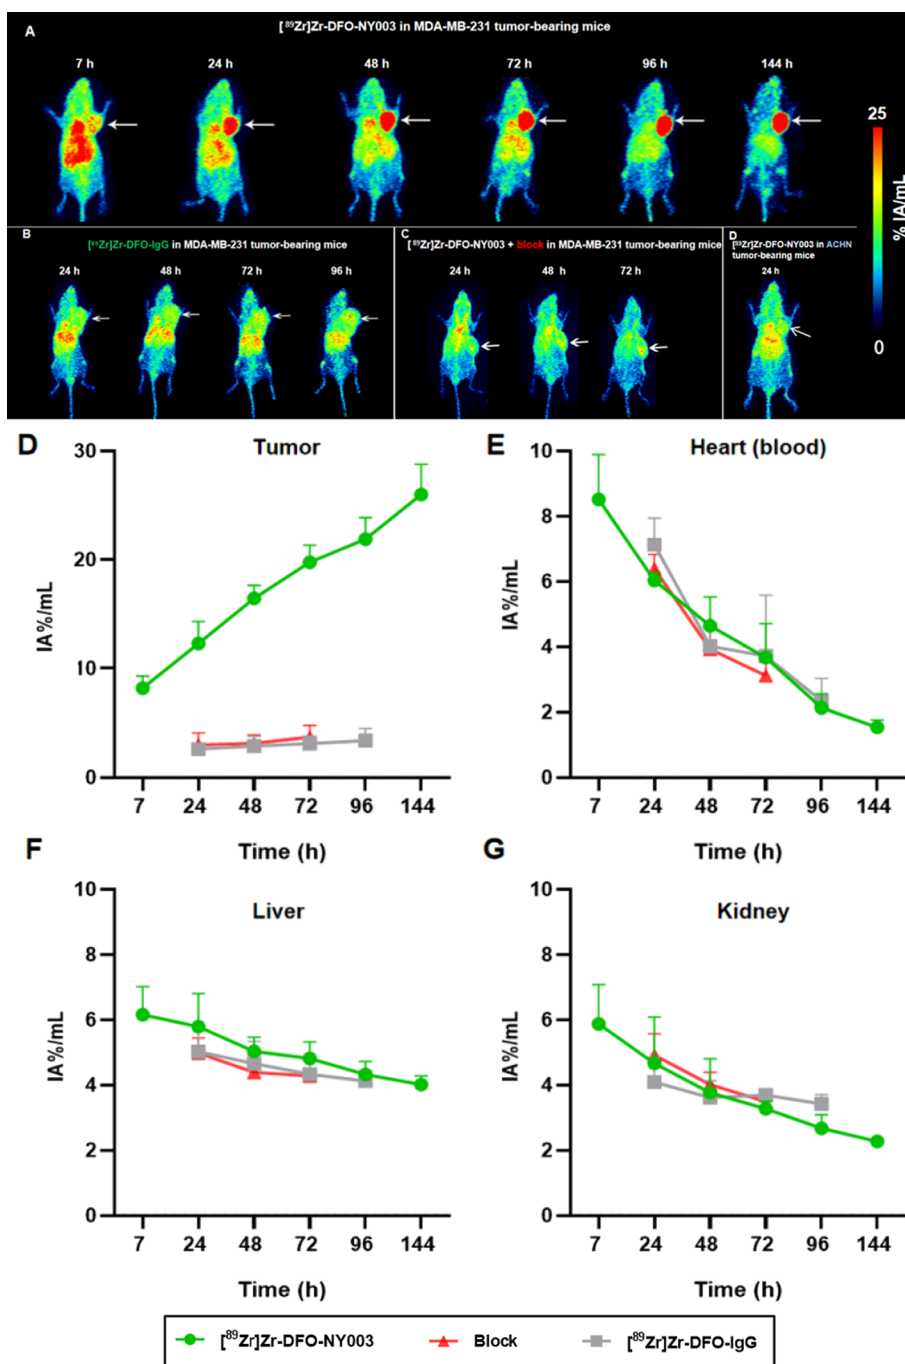 A
[⁸⁹Zr]Zr-DFO-NY003 in MDA-MB-231 tumor-bearing mice
7 h 24 h 48 h 72 h 96 h 144 h
25
% IA/mL
0
B
[⁸⁹Zr]Zr-DFO-IgG in MDA-MB-231 tumor-bearing mice
24 h 48 h 72 h 96 h
C
[⁸⁹Zr]Zr-DFO-NY003 + block in MDA-MB-231 tumor-bearing mice
24 h 48 h 72 h
D
[⁸⁹Zr]Zr-DFO-NY003 in ACHN
tumor-bearing mice
24 h
D
Tumor
IA%/mL
30
20
10
0
7 24 48 72 96 144
Time (h)
E
Heart (blood)
IA%/mL
10
8
6
4
2
0
7 24 48 72 96 144
Time (h)
F
Liver
IA%/mL
10
8
6
4
2
0
7 24 48 72 96 144
Time (h)
G
Kidney
IA%/mL
10
8
6
4
2
0
7 24 48 72 96 144
Time (h)
[⁸⁹Zr]Zr-DFO-NY003 Block [⁸⁹Zr]Zr-DFO-IgG